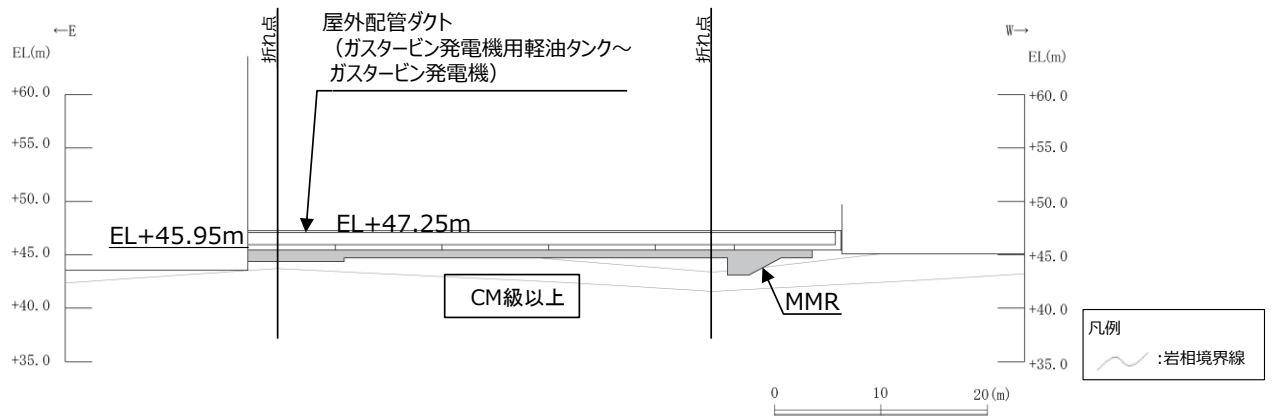 ←E
EL(m)
+60.0
+55.0
+50.0
+45.0
+40.0
+35.0
折れ点
屋外配管ダクト
（ガスタービン発電機用軽油タンク～
ガスタービン発電機）
折れ点
W→
EL(m)
+60.0
+55.0
+50.0
+45.0
+40.0
+35.0
EL+45.95m
EL+47.25m
CM級以上
MMR
凡例
:岩相境界線
0 10 20(m)